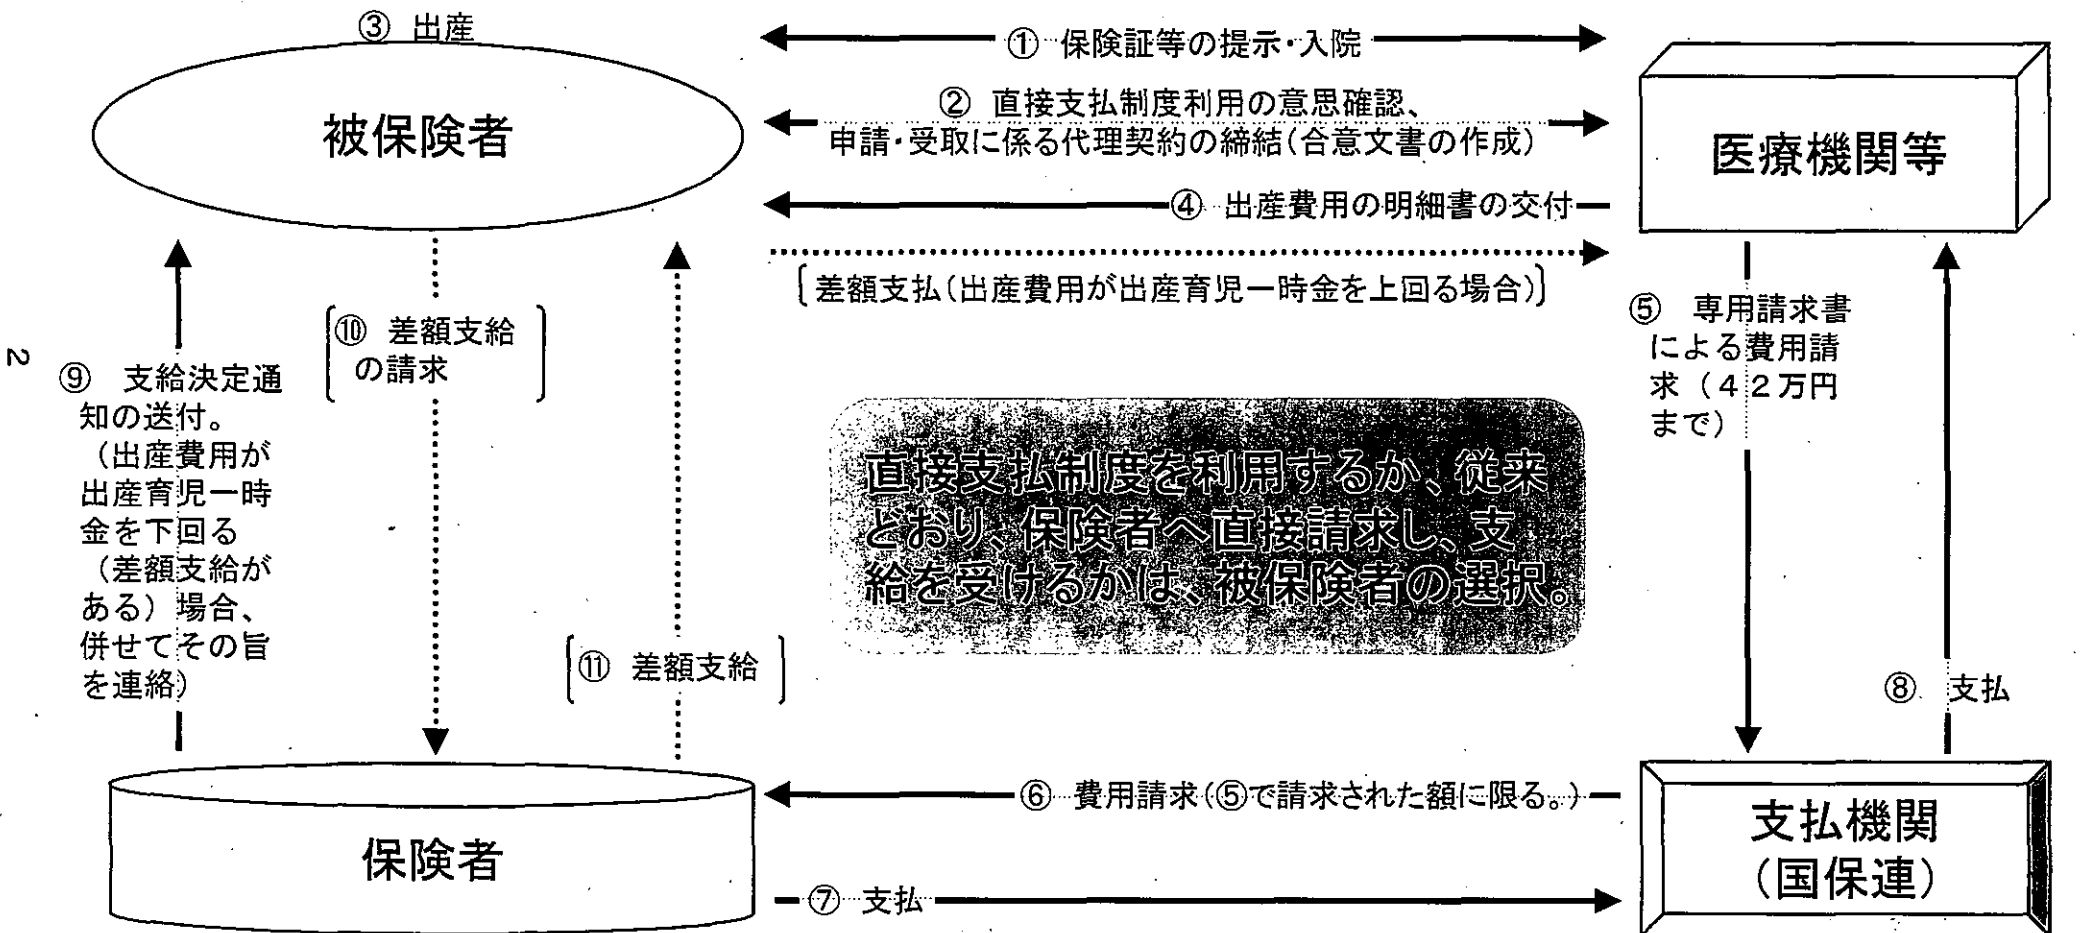 ③ 出産
被保険者
① 保険証等の提示・入院
② 直接支払制度利用の意思確認、
申請・受取に係る代理契約の締結(合意文書の作成)
④ 出産費用の明細書の交付
〔差額支払(出産費用が出産育児一時金を上回る場合)〕
医療機関等
⑤ 専用請求書
による費用請
求(42万円
まで)
⑧ 支払
⑩ 差額支給
の請求
⑨ 支給決定通
知の送付。
(出産費用が
出産育児一時
金を下回る
(差額支給が
ある)場合、
併せてその旨
を連絡)
⑪ 差額支給
直接支払制度を利用するか、従来
とおり、保険者へ直接請求し、支
給を受けるかは、被保険者の選択。
⑥ 費用請求(⑤で請求された額に限る。)
⑦ 支払
保険者
支払機関
(国保連)
2